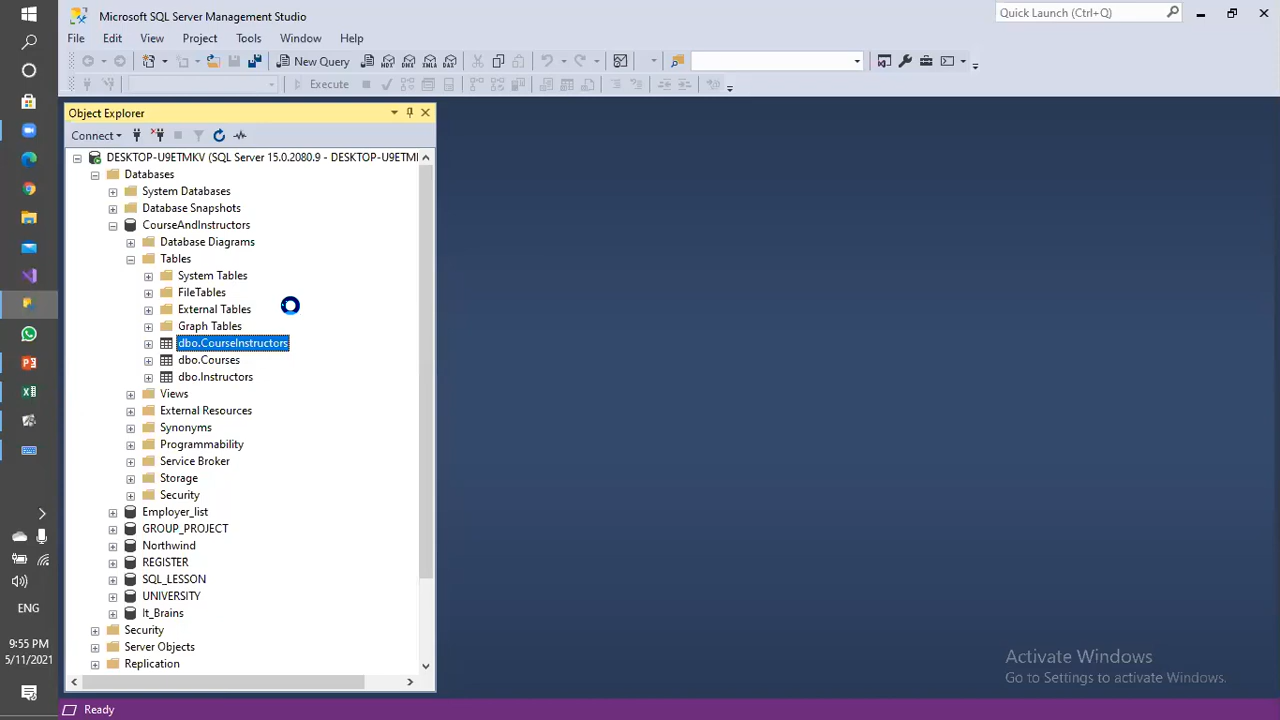 Microsoft SQL Server Management Studio
Quick Launch (Ctrl+Q)
File Edit View Project Tools Window Help
New Query
Execute
Object Explorer
Connect
DESKTOP-U9ETMKV (SQL Server 15.0.2080.9 - DESKTOP-U9ETMI
Databases
System Databases
Database Snapshots
CourseAndInstructors
Database Diagrams
Tables
System Tables
FileTables
External Tables
Graph Tables
dbo.CourseInstructors
dbo.Courses
dbo.Instructors
Views
External Resources
Synonyms
Programmability
Service Broker
Storage
Security
Employer_list
GROUP_PROJECT
Northwind
REGISTER
SQL_LESSON
UNIVERSITY
It_Brains
Security
Server Objects
Replication
ENG
9:55 PM
5/11/2021
Activate Windows
Go to Settings to activate Windows.
Ready